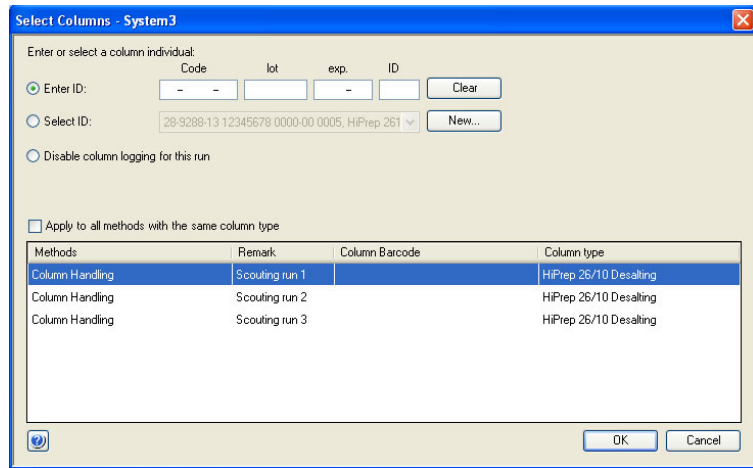 Select Columns - System3
Enter or select a column individual:
Code lot exp. ID
Enter ID: - - - Clear
Select ID: 28-9288-13 12345678 0000-00 0005, HiPrep 261 New...
Disable column logging for this run
Apply to all methods with the same column type
Methods Remark Column Barcode Column type
Column Handling Scouting run 1 HiPrep 26/10 Desalting
Column Handling Scouting run 2 HiPrep 26/10 Desalting
Column Handling Scouting run 3 HiPrep 26/10 Desalting
? OK Cancel